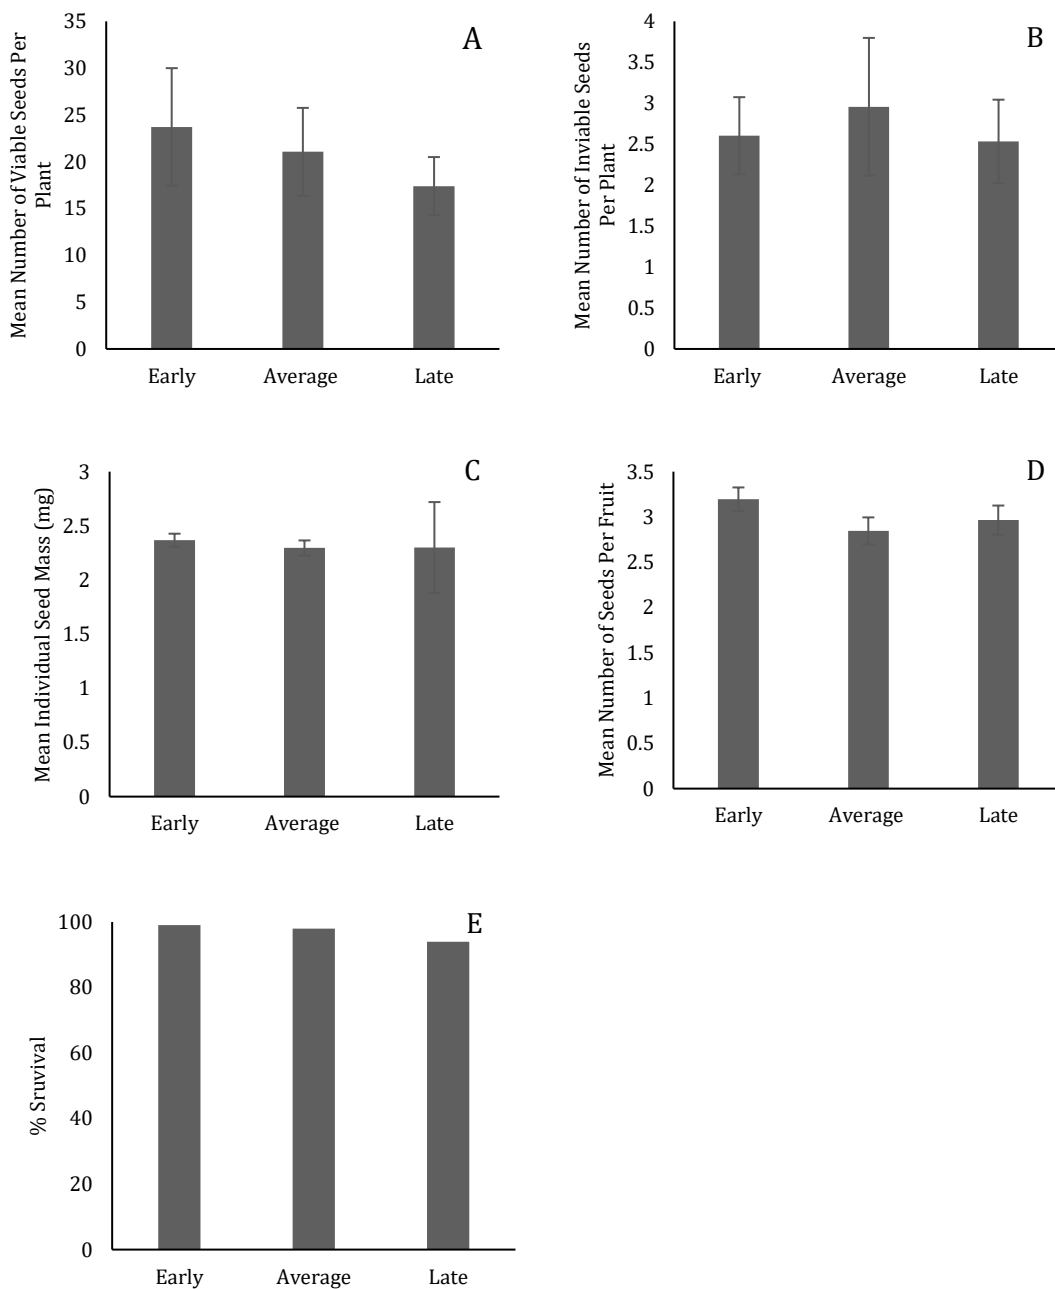 A
Mean Number of Viable Seeds Per
Plant
35
30
25
20
15
10
5
0
Early Average Late
B
Mean Number of Inviable Seeds
Per Plant
4
3.5
3
2.5
2
1.5
1
0.5
0
Early Average Late
C
Mean Individual Seed Mass (mg)
3
2.5
2
1.5
1
0.5
0
Early Average Late
D
Mean Number of Seeds Per Fruit
3.5
3
2.5
2
1.5
1
0.5
0
Early Average Late
E
% Sruvival
100
80
60
40
20
0
Early Average Late